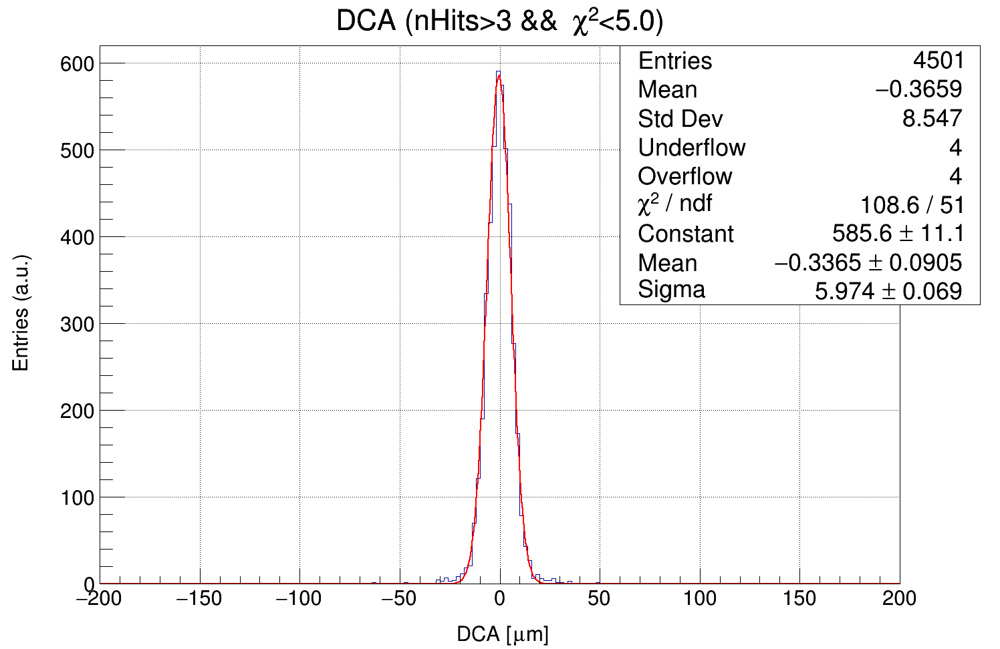 DCA (nHits>3 && χ²<5.0)
Entries 4501
Mean −0.3659
Std Dev 8.547
Underflow 4
Overflow 4
χ² / ndf 108.6 / 51
Constant 585.6 ± 11.1
Mean −0.3365 ± 0.0905
Sigma 5.974 ± 0.069
Entries (a.u.)
600
500
400
300
200
100
0
−200 −150 −100 −50 0 50 100 150 200
DCA [μm]